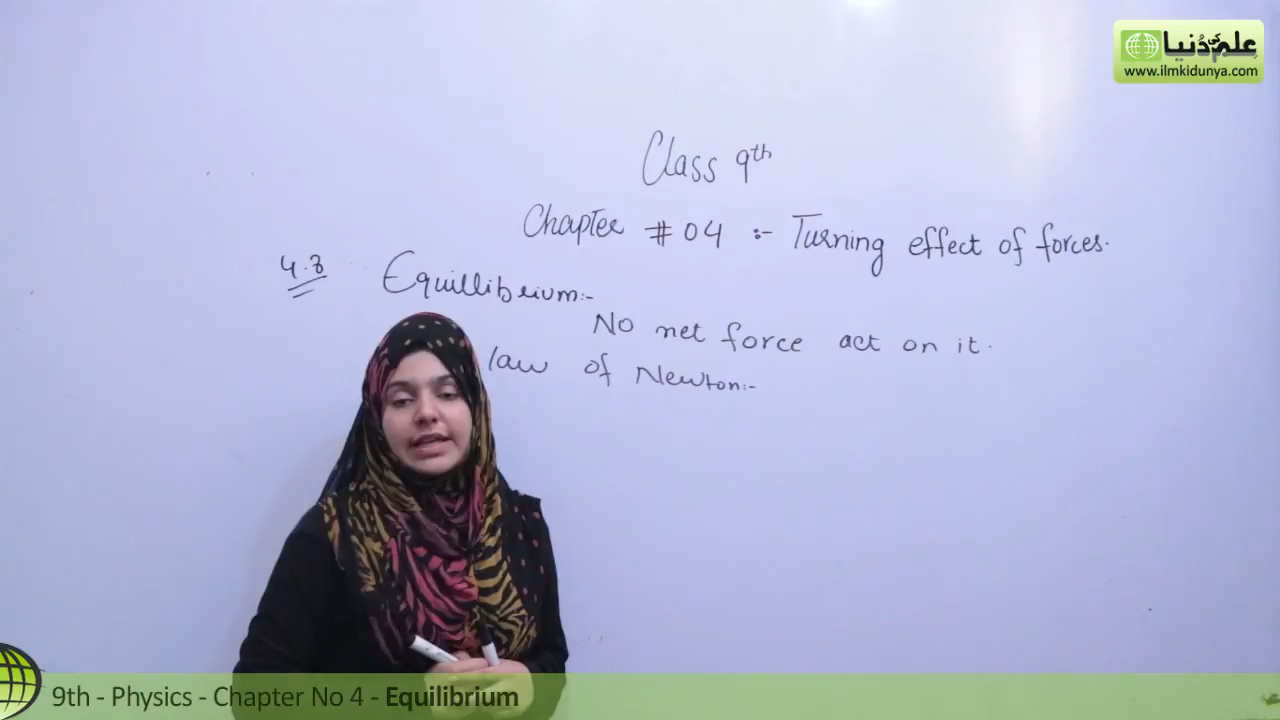 علم کی دُنیا
www.ilmkidunya.com
Class 9th
Chapter # 04 :- Turning effect of forces.
4.8 Equillibrium:-
No net force act on it.
law of Newton:-
9th - Physics - Chapter No 4 - Equilibrium